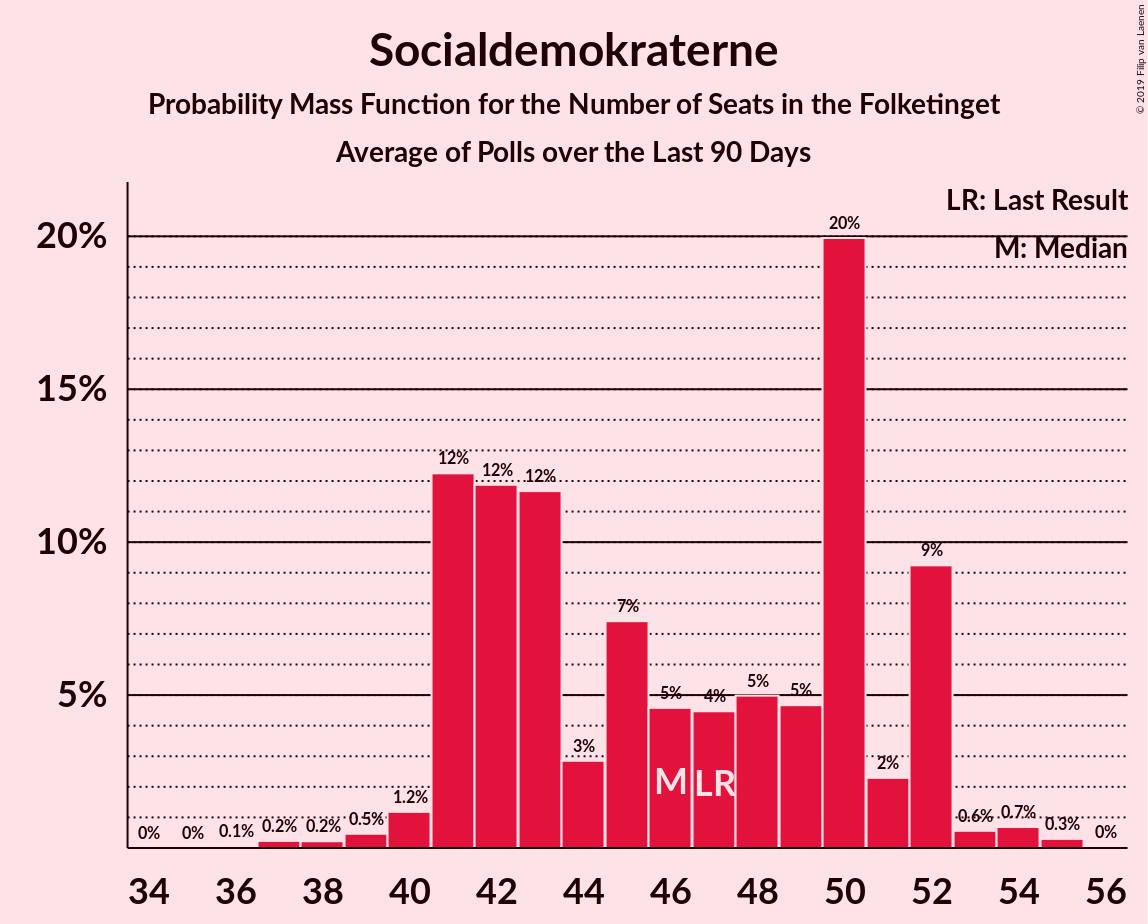 Socialdemokraterne
Probability Mass Function for the Number of Seats in the Folketinget
Average of Polls over the Last 90 Days
© 2019 Filip van Laenen
LR: Last Result
M: Median
20%
15%
10%
5%
0% 0% 0.1% 0.2% 0.2% 0.5% 1.2% 12% 12% 12% 3% 7% 5% 4% 5% 5% 20% 2% 9% 0.6% 0.7% 0.3% 0%
M LR
34 36 38 40 42 44 46 48 50 52 54 56